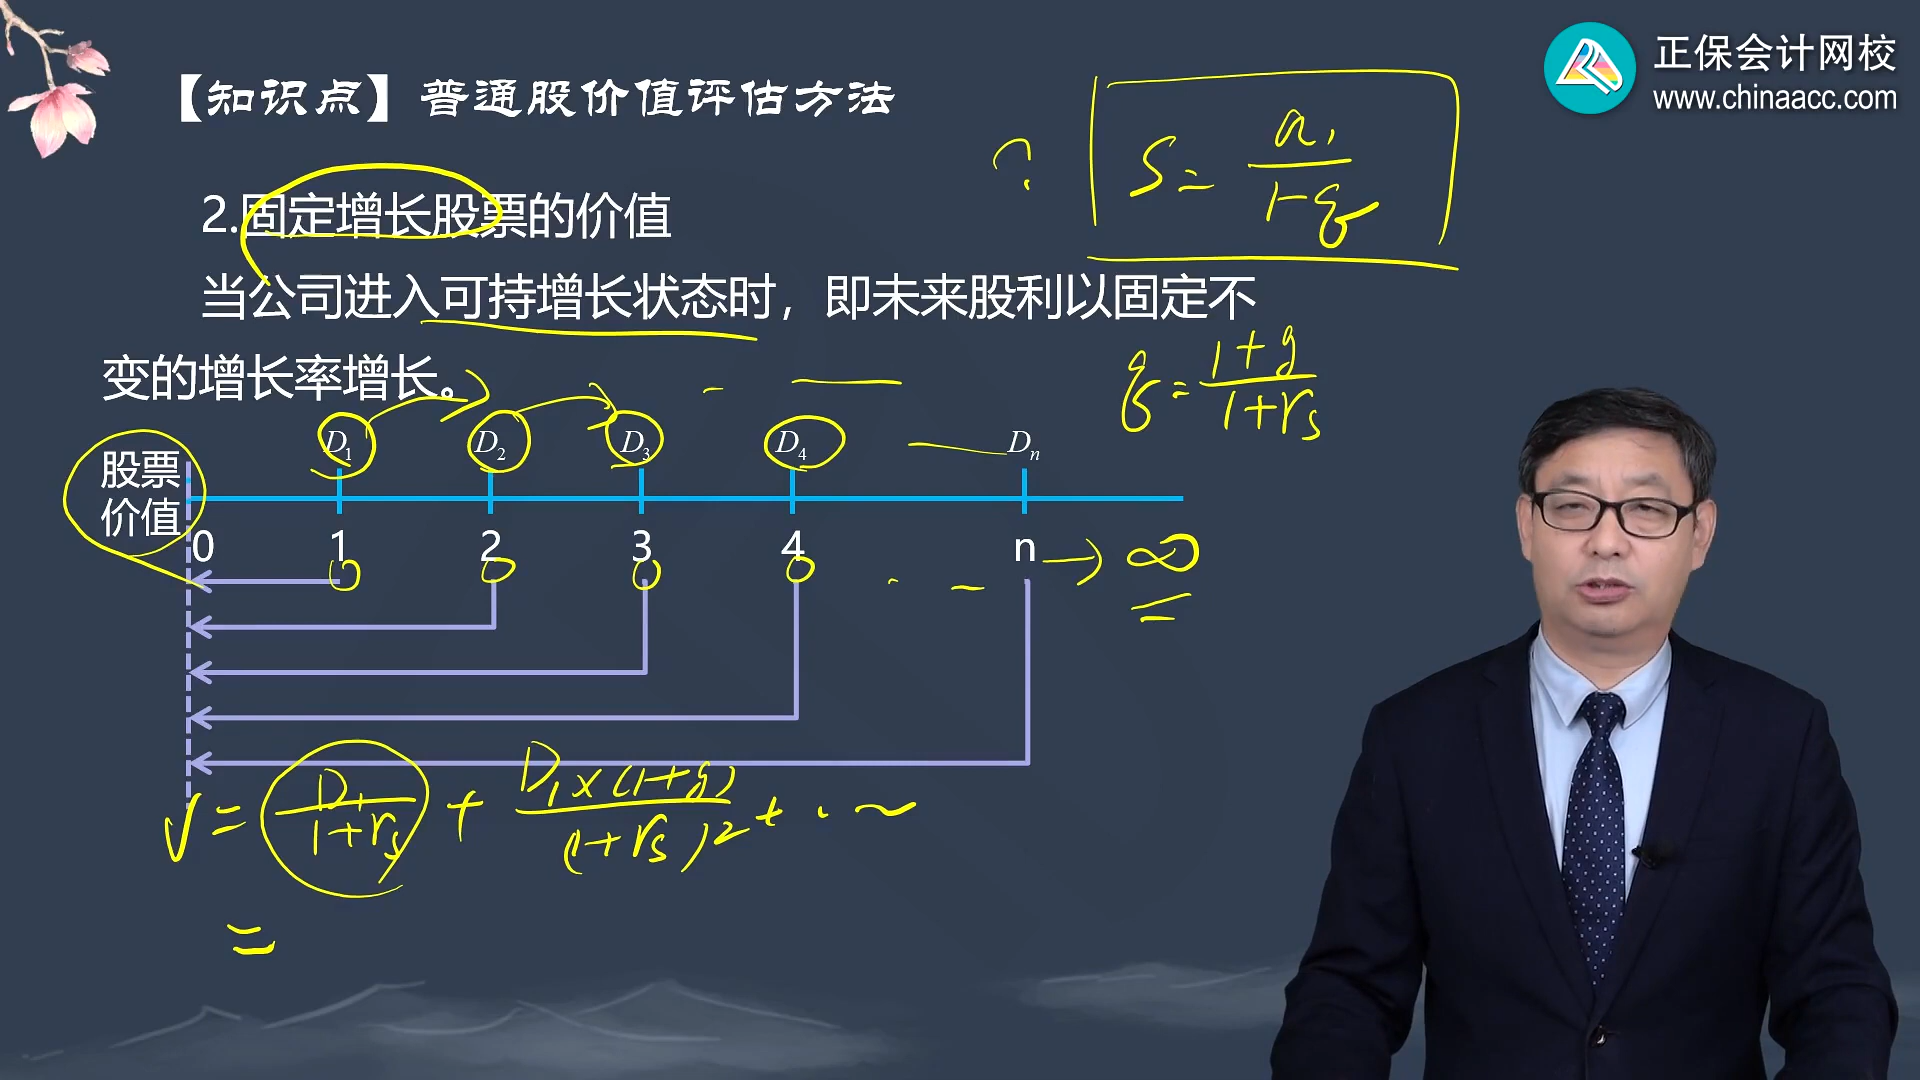 正保会计网校
www.chinaacc.com
【知识点】普通股价值评估方法
?
S = a₁ / (1-q)
2.固定增长股票的价值
当公司进入可持增长状态时，即未来股利以固定不
变的增长率增长。
q = (1+g) / (1+rs)
D₁ D₂ D₃ D₄ Dn
股票
价值
0 1 2 3 4 n → ∞
V = D₁/(1+rs) + D₁×(1+g)/(1+rs)² + . ~
=